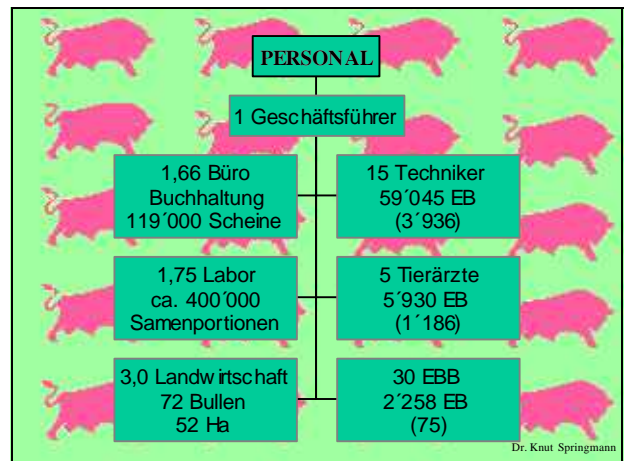 PERSONAL
1 Geschäftsführer
1,66 Büro
Buchhaltung
119´000 Scheine
15 Techniker
59´045 EB
(3´936)
1,75 Labor
ca. 400´000
Samenportionen
5 Tierärzte
5´930 EB
(1´186)
3,0 Landwirtschaft
72 Bullen
52 Ha
30 EBB
2´258 EB
(75)
Dr. Knut Springmann